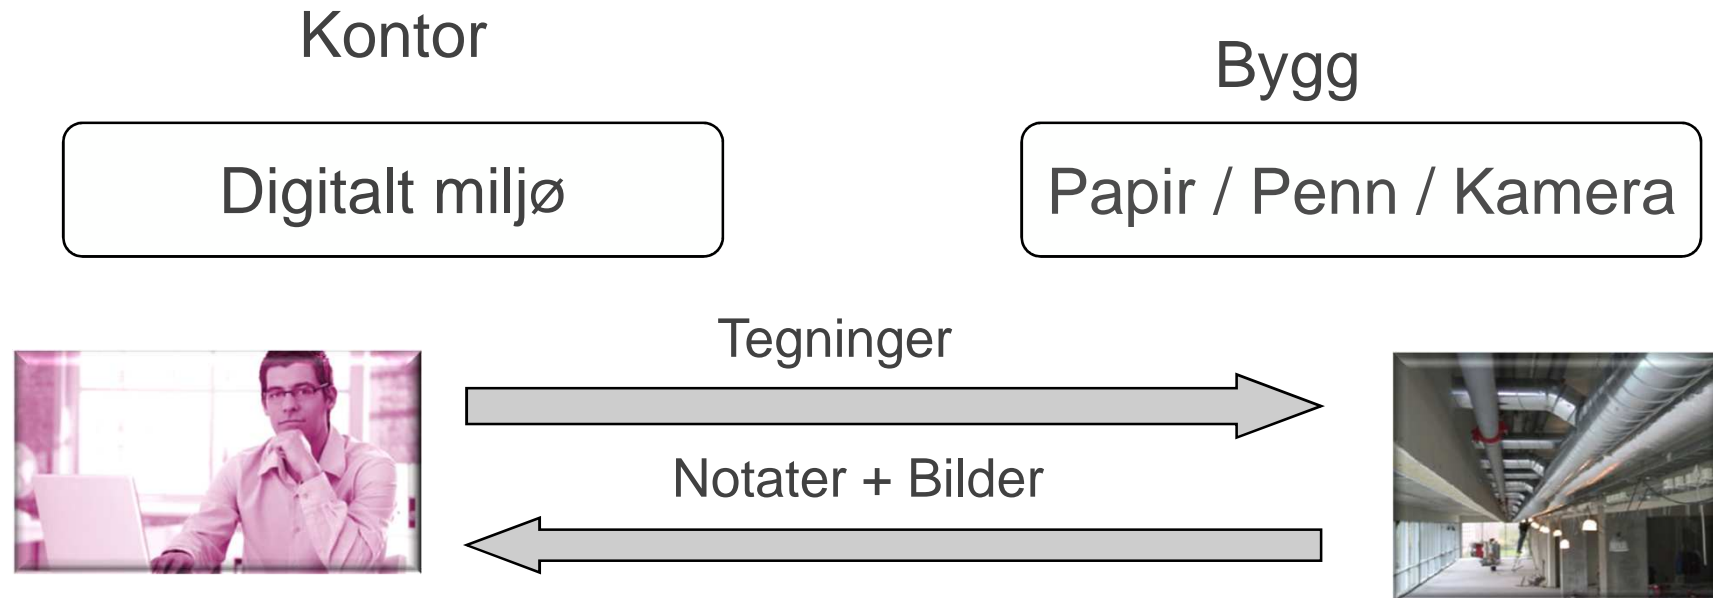 Kontor
Bygg
Digitalt miljø
Papir / Penn / Kamera
Tegninger
Notater + Bilder